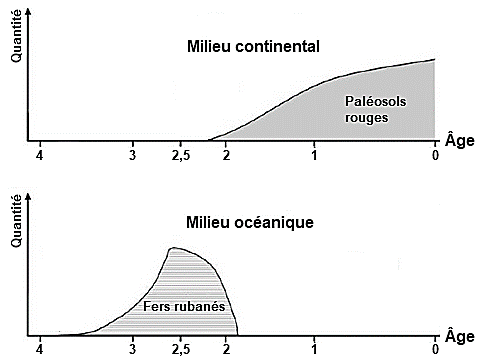 Quantité
Milieu continental
Paléosols
rouges
4 3 2,5 2 1 0 Âge
Quantité
Milieu océanique
Fers rubanés
4 3 2,5 2 1 0 Âge